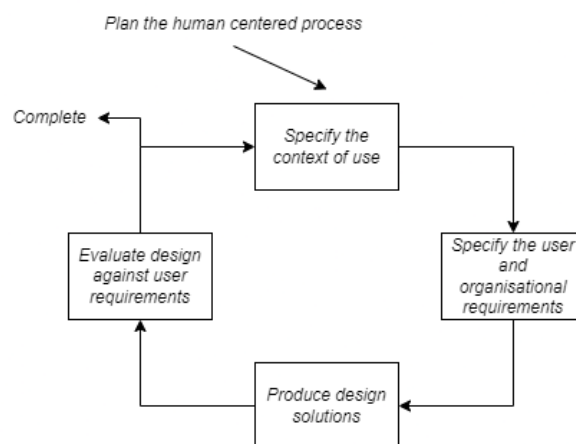 Plan the human centered process
Complete
Specify the
context of use
Evaluate design
against user
requirements
Specify the user
and
organisational
requirements
Produce design
solutions